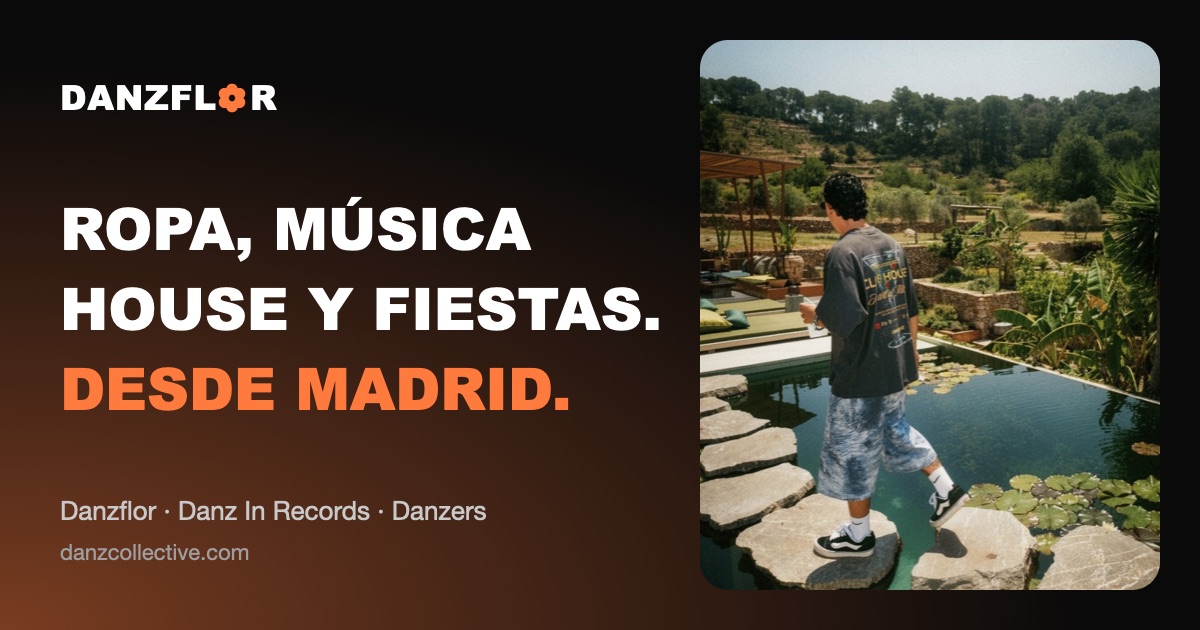 DANZFLOR
ROPA, MÚSICA
HOUSE Y FIESTAS.
DESDE MADRID.
Danzflor · Danz In Records · Danzers
danzcollective.com